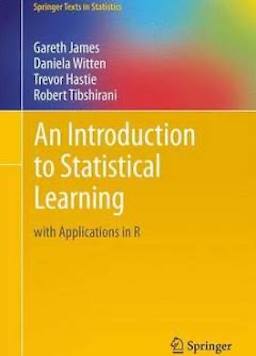 Springer Texts in Statistics
Gareth James
Daniela Witten
Trevor Hastie
Robert Tibshirani
An Introduction
to Statistical
Learning
with Applications in R
Springer